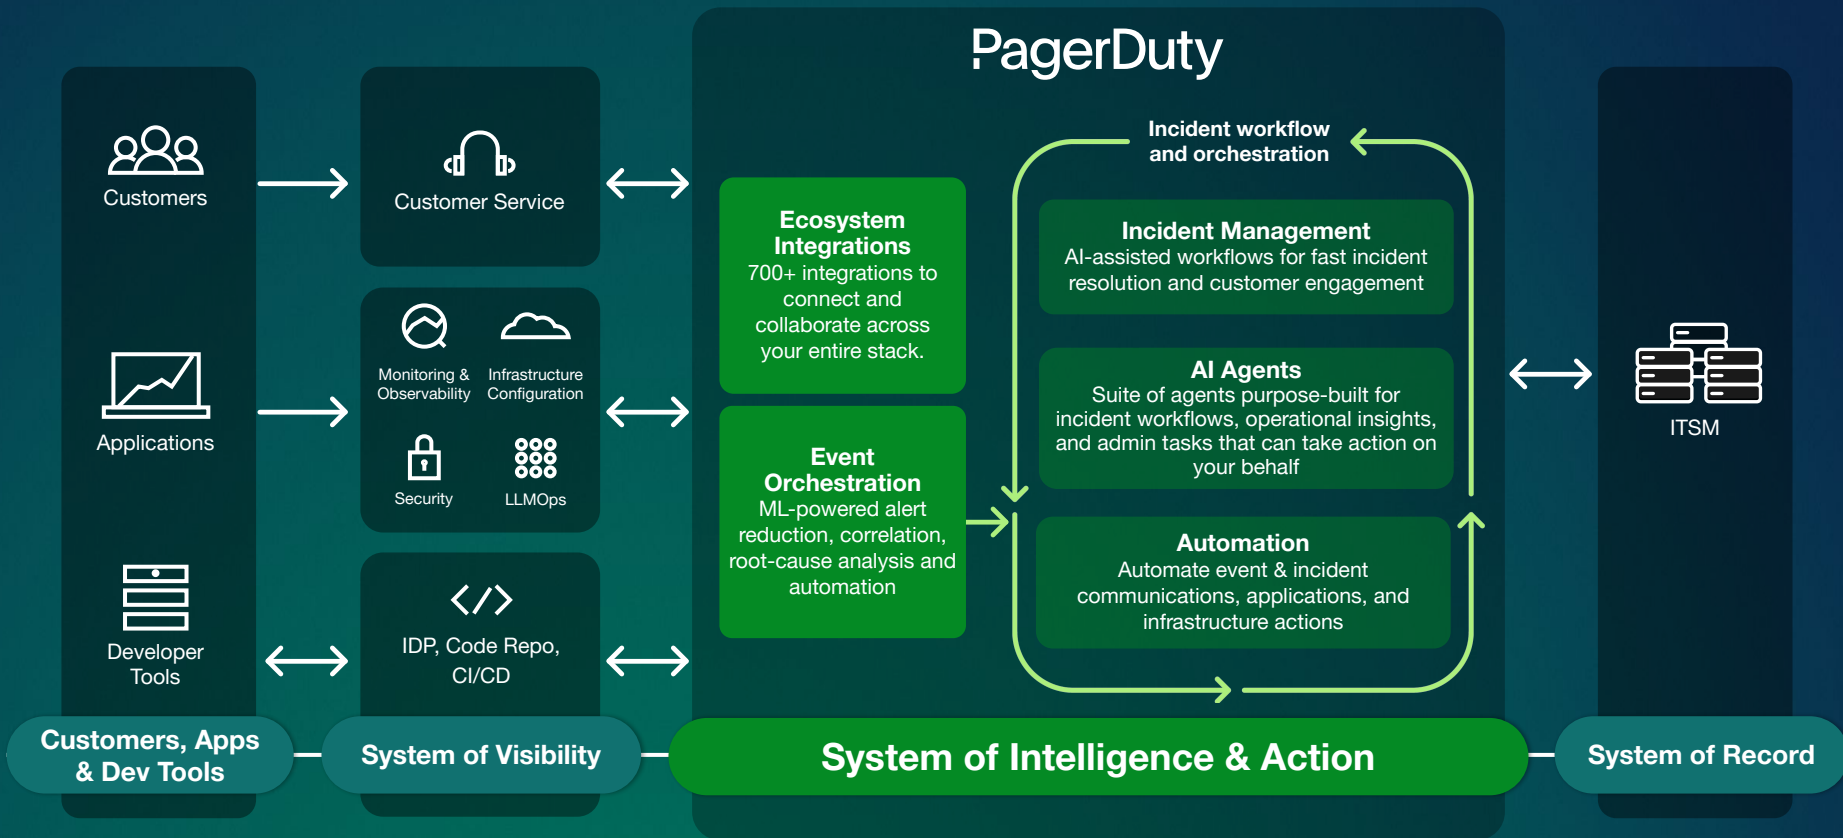 PagerDuty
Customers
Applications
Developer
Tools
Customers, Apps
& Dev Tools
Customer Service
Monitoring &
Observability
Infrastructure
Configuration
Security
LLMOps
IDP, Code Repo,
CI/CD
System of Visibility
Ecosystem
Integrations
700+ integrations to
connect and
collaborate across
your entire stack.
Event
Orchestration
ML-powered alert
reduction, correlation,
root-cause analysis and
automation
Incident workflow
and orchestration
Incident Management
AI-assisted workflows for fast incident
resolution and customer engagement
AI Agents
Suite of agents purpose-built for
incident workflows, operational insights,
and admin tasks that can take action on
your behalf
Automation
Automate event & incident
communications, applications, and
infrastructure actions
System of Intelligence & Action
ITSM
System of Record